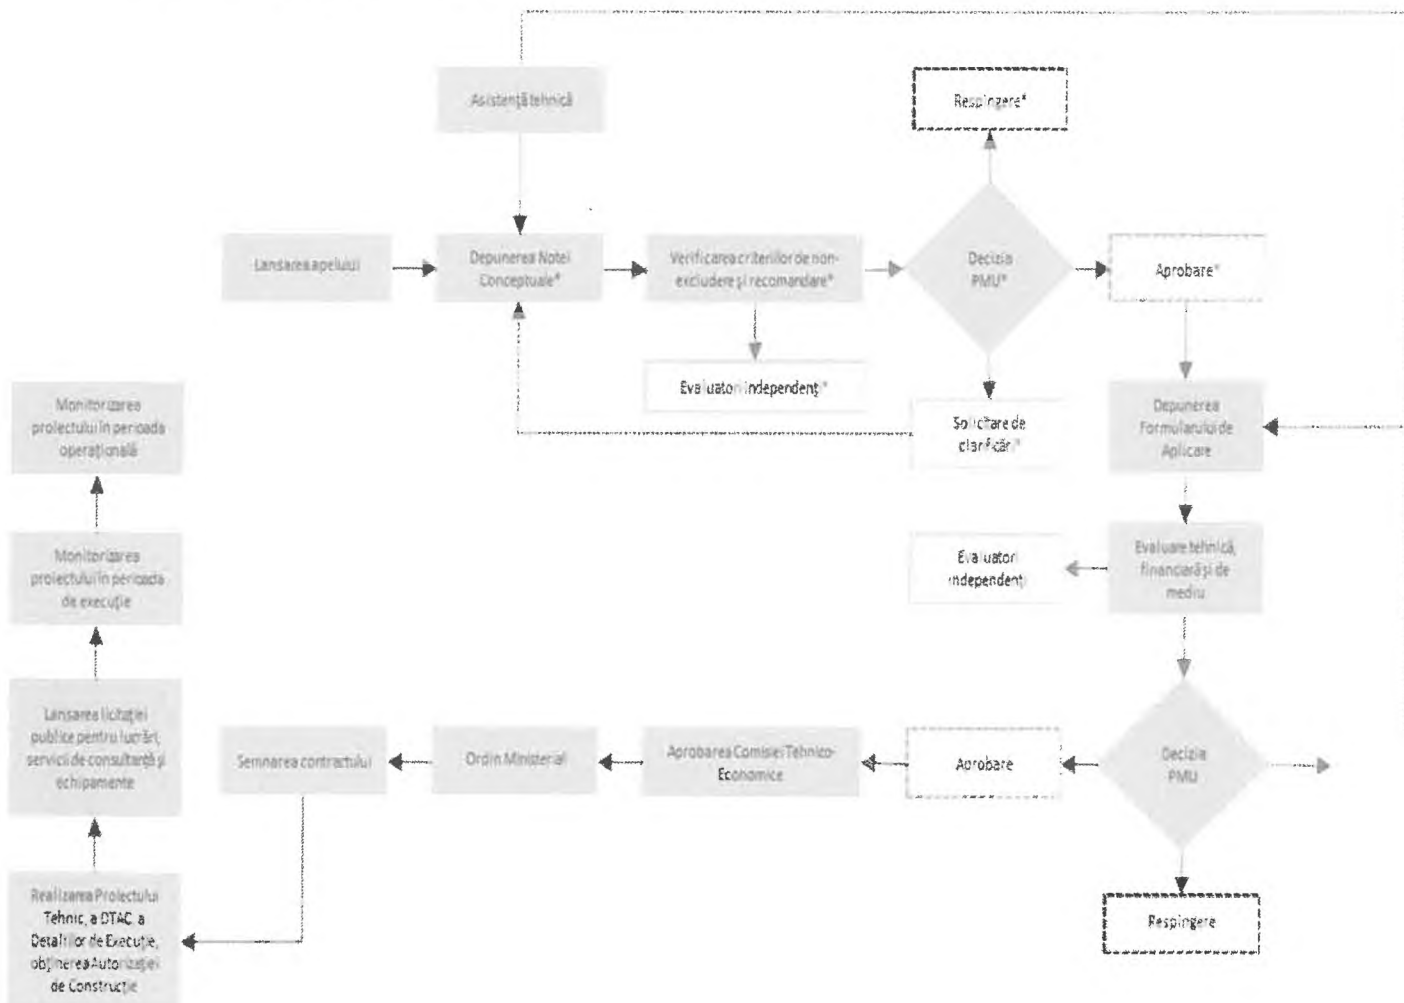 Asistență tehnică
Respingere*
Lansarea apelului
Depunerea Notei
Conceptuale*
Verificarea criteriilor de non-
excludere și recomandare*
Decizia
PMU*
Aprobare*
Evaluatori independenți*
Solicitare de
clarificări*
Depunerea
Formularului de
Aplicare
Monitorizarea
proiectului în perioada
operațională
Monitorizarea
proiectului în perioada
de execuție
Evaluatori
independenți
Evaluare tehnică,
financiară și de
mediu
Lansarea licitației
publice pentru lucrări,
servicii de consultanță și
echipamente
Semnarea contractului
Ordin Ministerial
Aprobarea Comisiei Tehnico-
Economice
Aprobare
Decizia
PMU
Realizarea Proiectului
Tehnic, a DTAC, a
Detaliilor de Execuție,
obținerea Autorizației
de Construcție
Respingere